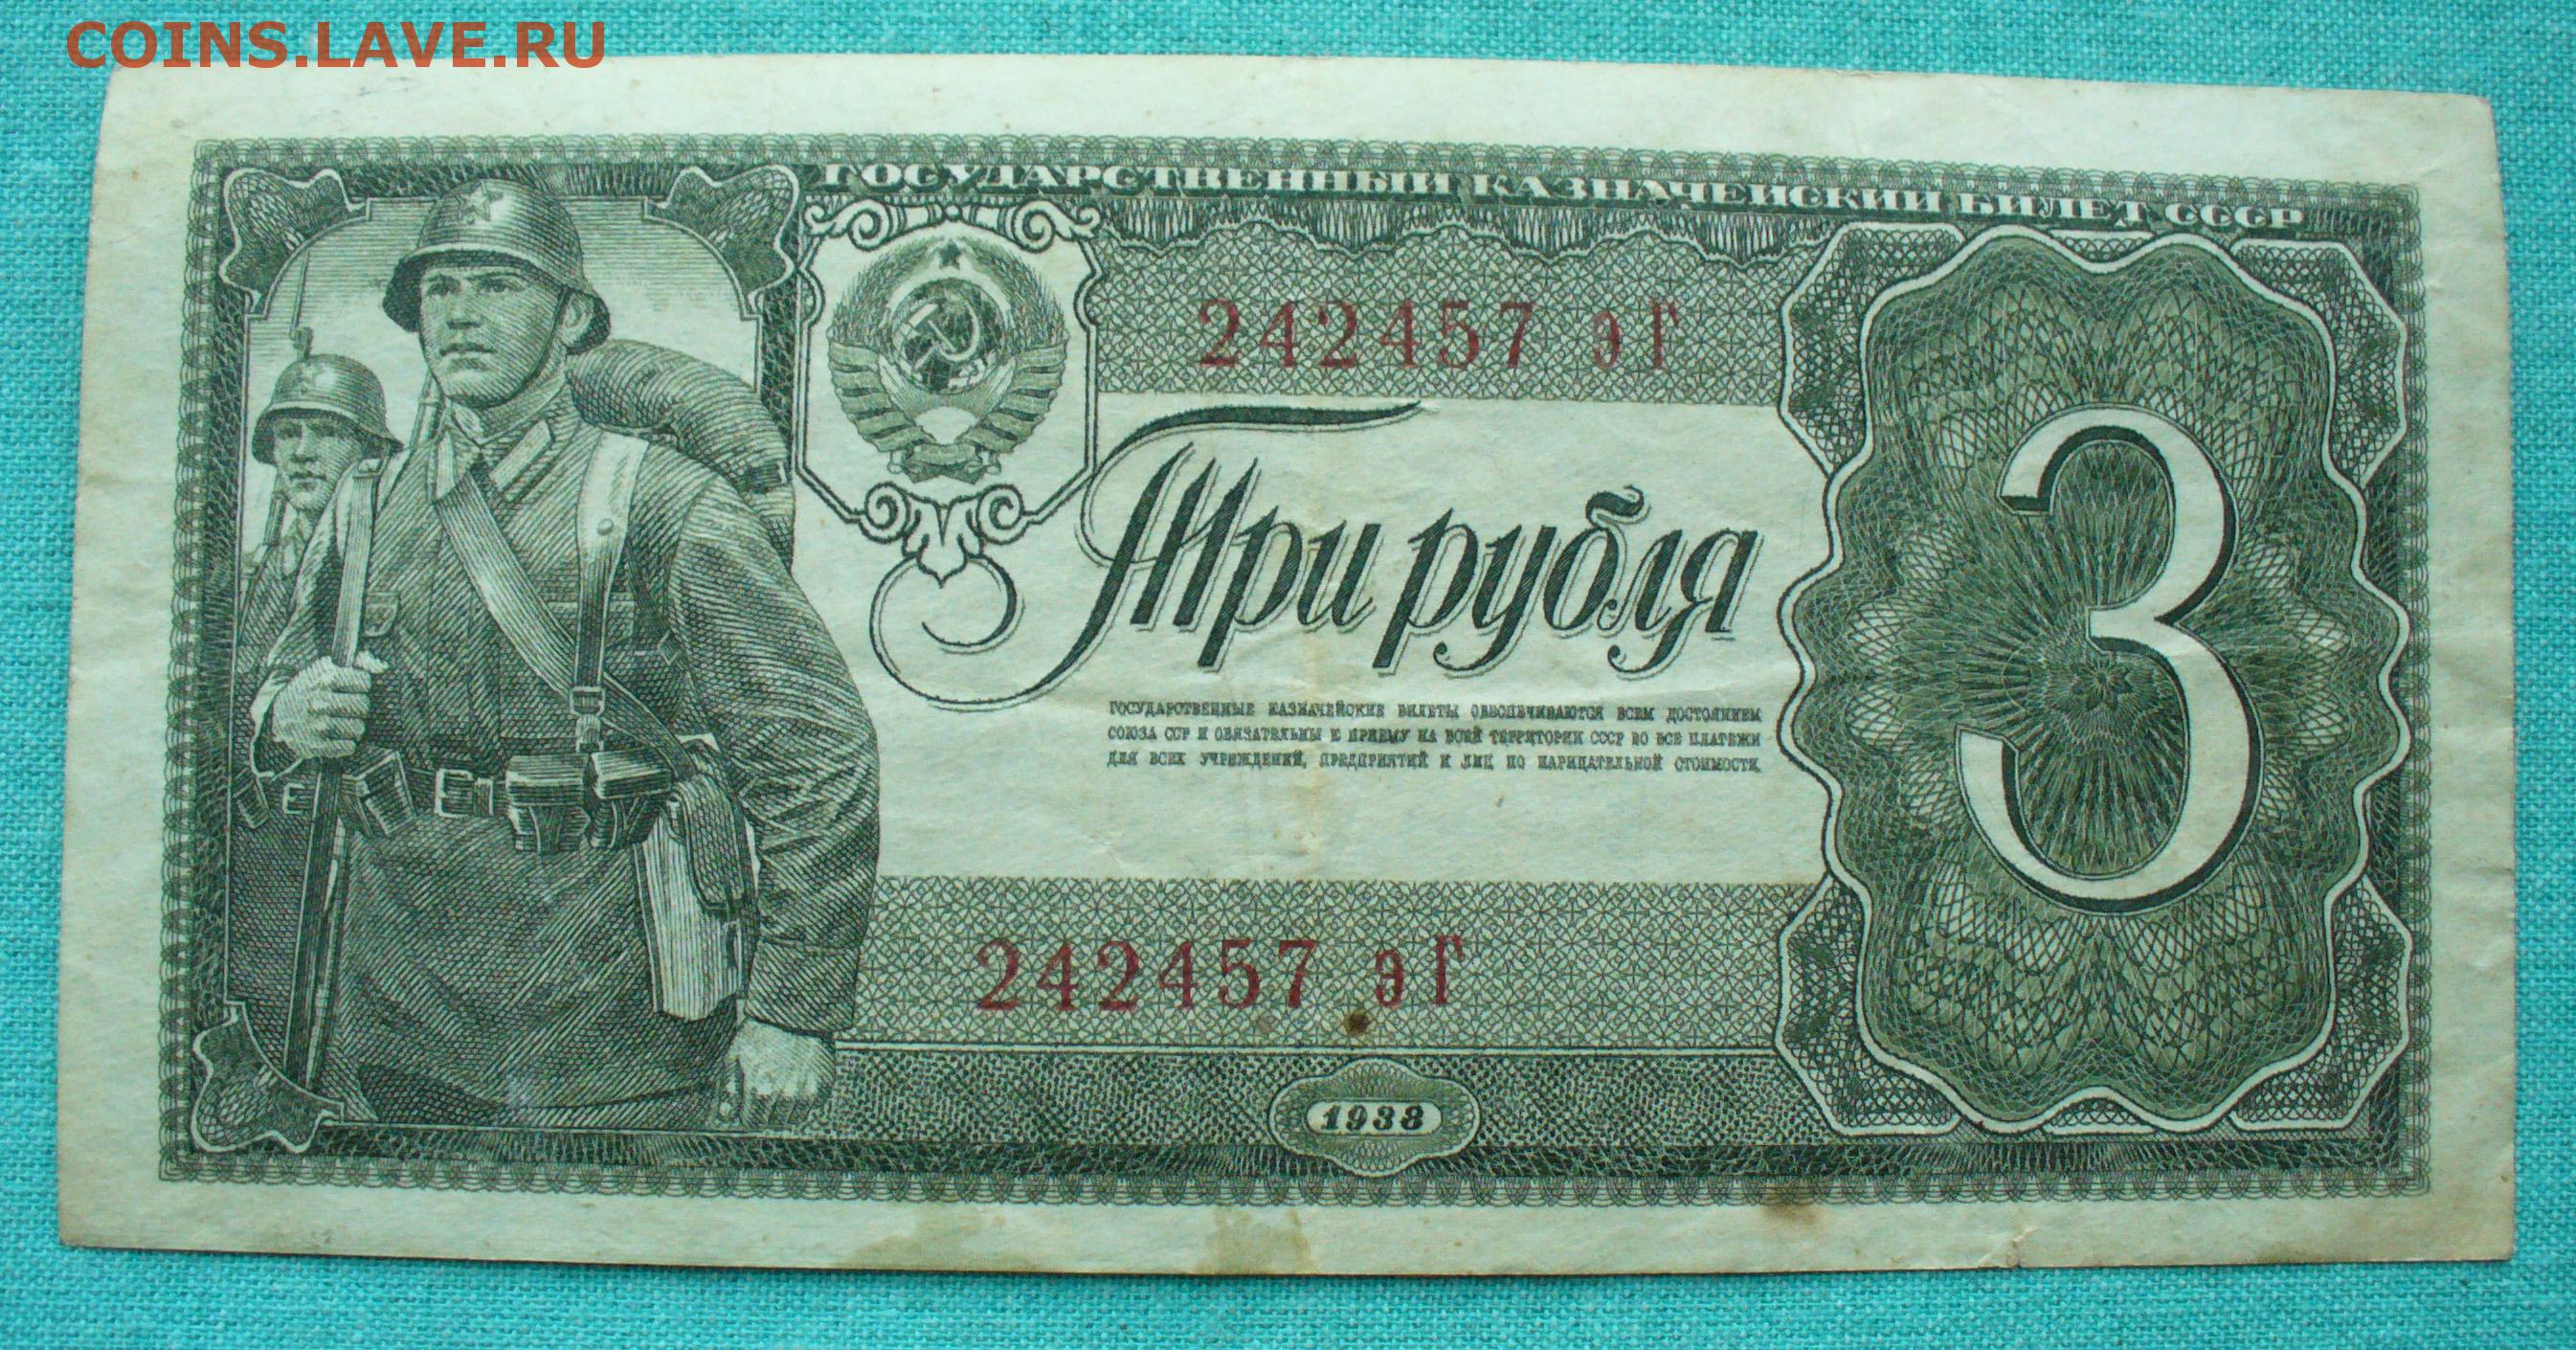 COINS.LAVE.RU
ГОСУДАРСТВЕННЫЙ КАЗНАЧЕЙСКИЙ БИЛЕТ СССР
242457 эГ
Три рубля
3
ГОСУДАРСТВЕННЫЕ КАЗНАЧЕЙСКИЕ БИЛЕТЫ ОБЕСПЕЧИВАЮТСЯ ВСЕМ ДОСТОЯНИЕМ
СОЮЗА ССР И ОБЯЗАТЕЛЬНЫ К ПРИЕМУ НА ВСЕЙ ТЕРРИТОРИИ СССР ВО ВСЕ ПЛАТЕЖИ
ДЛЯ ВСЕХ УЧРЕЖДЕНИЙ, ПРЕДПРИЯТИЙ И ЛИЦ ПО НАРИЦАТЕЛЬНОЙ СТОИМОСТИ.
242457 эГ
1938